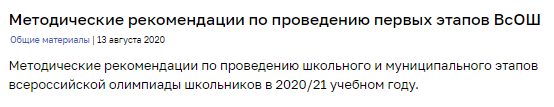 Методические рекомендации по проведению первых этапов ВсОШ
Общие материалы | 13 августа 2020
Методические рекомендации по проведению школьного и муниципального этапов
всероссийской олимпиады школьников в 2020/21 учебном году.